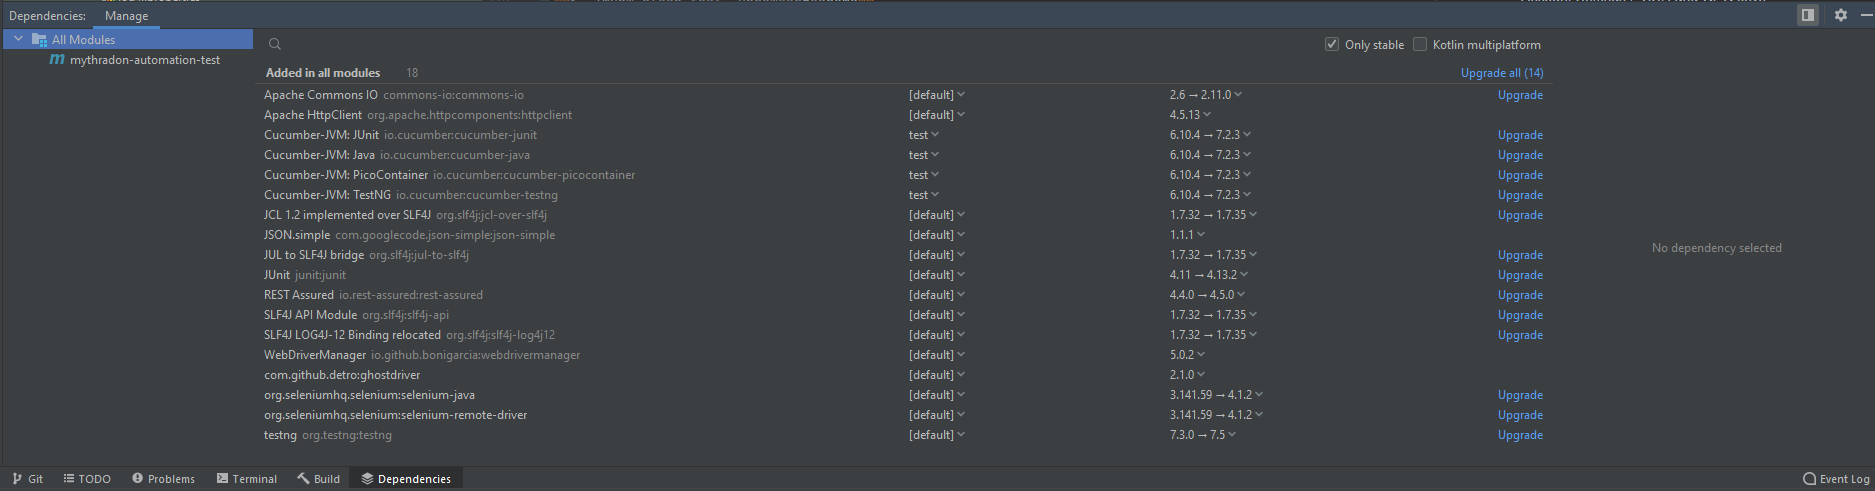 Dependencies: Manage
All Modules
mythradon-automation-test
Only stable Kotlin multiplatform
Added in all modules 18 Upgrade all (14)
Apache Commons IO commons-io:commons-io [default] 2.6 → 2.11.0 Upgrade
Apache HttpClient org.apache.httpcomponents:httpclient [default] 4.5.13
Cucumber-JVM: JUnit io.cucumber:cucumber-junit test 6.10.4 → 7.2.3 Upgrade
Cucumber-JVM: Java io.cucumber:cucumber-java test 6.10.4 → 7.2.3 Upgrade
Cucumber-JVM: PicoContainer io.cucumber:cucumber-picocontainer test 6.10.4 → 7.2.3 Upgrade
Cucumber-JVM: TestNG io.cucumber:cucumber-testng test 6.10.4 → 7.2.3 Upgrade
JCL 1.2 implemented over SLF4J org.slf4j:jcl-over-slf4j [default] 1.7.32 → 1.7.35 Upgrade
JSON.simple com.googlecode.json-simple:json-simple [default] 1.1.1
JUL to SLF4J bridge org.slf4j:jul-to-slf4j [default] 1.7.32 → 1.7.35 Upgrade
No dependency selected
JUnit junit:junit [default] 4.11 → 4.13.2 Upgrade
REST Assured io.rest-assured:rest-assured [default] 4.4.0 → 4.5.0 Upgrade
SLF4J API Module org.slf4j:slf4j-api [default] 1.7.32 → 1.7.35 Upgrade
SLF4J LOG4J-12 Binding relocated org.slf4j:slf4j-log4j12 [default] 1.7.32 → 1.7.35 Upgrade
WebDriverManager io.github.bonigarcia:webdrivermanager [default] 5.0.2
com.github.detro:ghostdriver [default] 2.1.0
org.seleniumhq.selenium:selenium-java [default] 3.141.59 → 4.1.2 Upgrade
org.seleniumhq.selenium:selenium-remote-driver [default] 3.141.59 → 4.1.2 Upgrade
testng org.testng:testng [default] 7.3.0 → 7.5 Upgrade
Git TODO Problems Terminal Build Dependencies Event Log